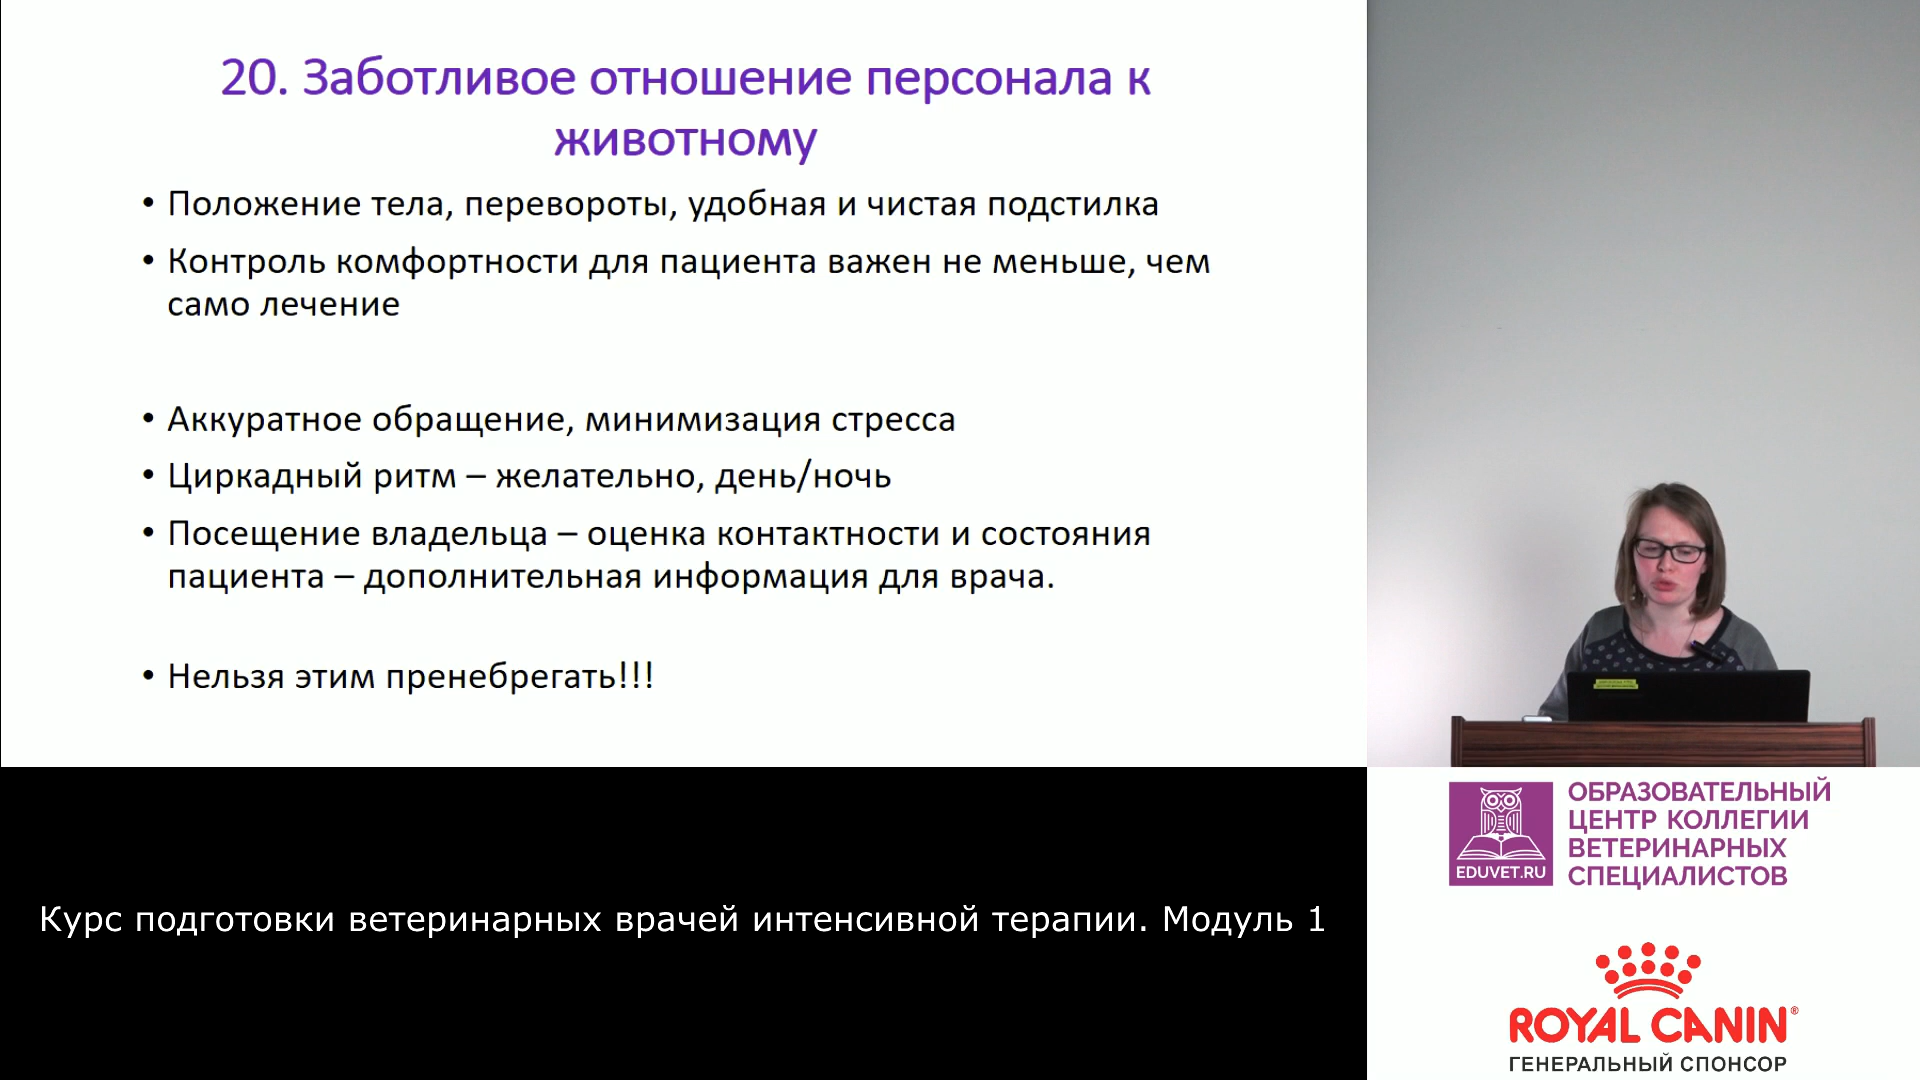 20. Заботливое отношение персонала к
животному
• Положение тела, перевороты, удобная и чистая подстилка
• Контроль комфортности для пациента важен не меньше, чем
само лечение
• Аккуратное обращение, минимизация стресса
• Циркадный ритм – желательно, день/ночь
• Посещение владельца – оценка контактности и состояния
пациента – дополнительная информация для врача.
• Нельзя этим пренебрегать!!!
Курс подготовки ветеринарных врачей интенсивной терапии. Модуль 1
EDUVET.RU
ОБРАЗОВАТЕЛЬНЫЙ
ЦЕНТР КОЛЛЕГИИ
ВЕТЕРИНАРНЫХ
СПЕЦИАЛИСТОВ
ROYAL CANIN®
ГЕНЕРАЛЬНЫЙ СПОНСОР